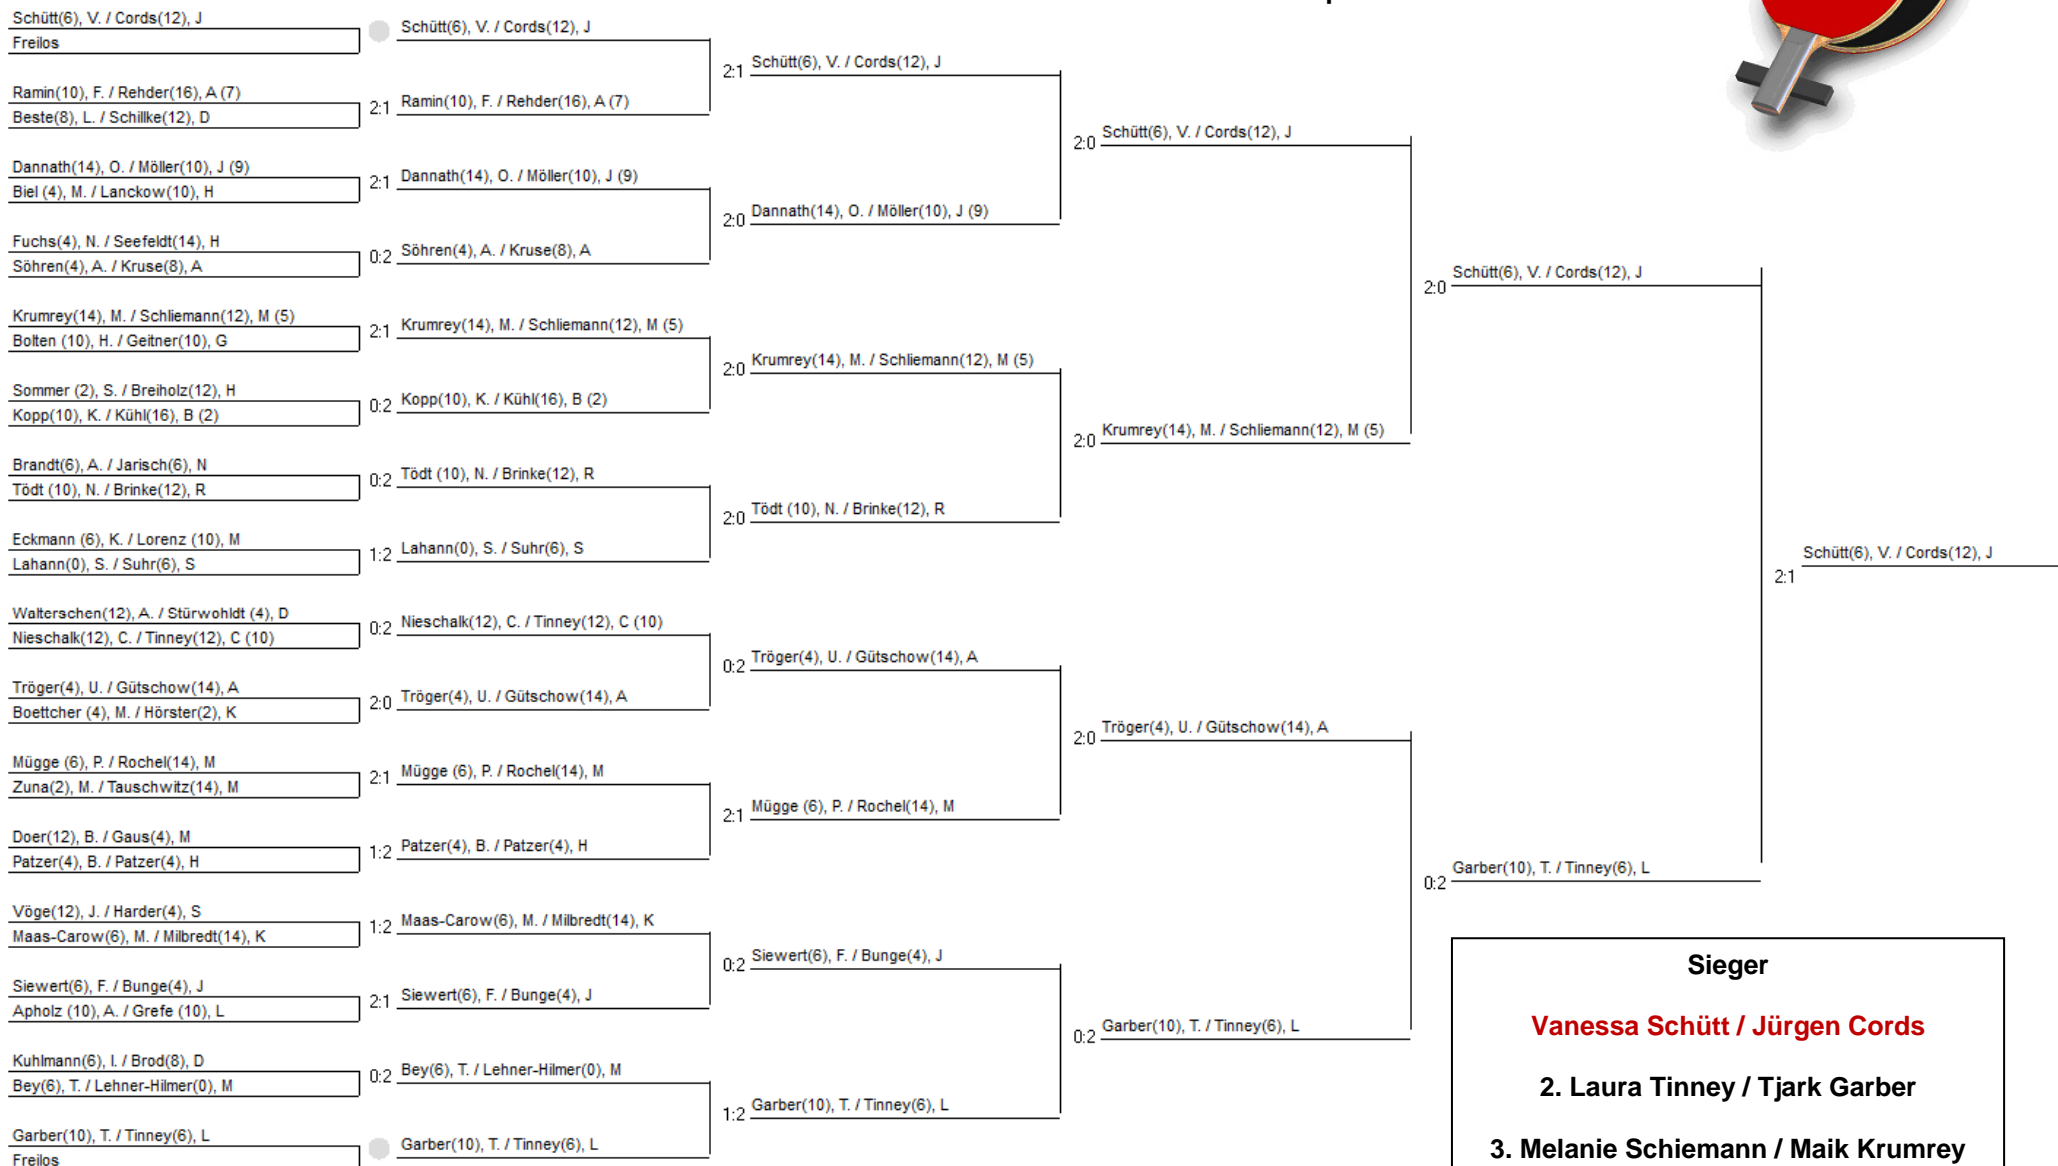 Schütt(6), V. / Cords(12), J
Freilos
Ramin(10), F. / Rehder(16), A (7)
Beste(8), L. / Schillke(12), D
Dannath(14), O. / Möller(10), J (9)
Biel (4), M. / Lanckow(10), H
Fuchs(4), N. / Seefeldt(14), H
Söhren(4), A. / Kruse(8), A
Krumrey(14), M. / Schliemann(12), M (5)
Bolten (10), H. / Geitner(10), G
Sommer (2), S. / Breiholz(12), H
Kopp(10), K. / Kühl(16), B (2)
Brandt(6), A. / Jarisch(6), N
Tödt (10), N. / Brinke(12), R
Eckmann (6), K. / Lorenz (10), M
Lahann(0), S. / Suhr(6), S
Walterschen(12), A. / Stürwohldt (4), D
Nieschalk(12), C. / Tinney(12), C (10)
Tröger(4), U. / Gütschow(14), A
Boettcher (4), M. / Hörster(2), K
Mügge (6), P. / Rochel(14), M
Zuna(2), M. / Tauschwitz(14), M
Doer(12), B. / Gaus(4), M
Patzer(4), B. / Patzer(4), H
Vöge(12), J. / Harder(4), S
Maas-Carow(6), M. / Milbredt(14), K
Siewert(6), F. / Bunge(4), J
Apholz (10), A. / Grefe (10), L
Kuhlmann(6), I. / Brod(8), D
Bey(6), T. / Lehner-Hilmer(0), M
Garber(10), T. / Tinney(6), L
Freilos
Schütt(6), V. / Cords(12), J
2:1 Ramin(10), F. / Rehder(16), A (7)
2:1 Dannath(14), O. / Möller(10), J (9)
0:2 Söhren(4), A. / Kruse(8), A
2:1 Krumrey(14), M. / Schliemann(12), M (5)
0:2 Kopp(10), K. / Kühl(16), B (2)
0:2 Tödt (10), N. / Brinke(12), R
1:2 Lahann(0), S. / Suhr(6), S
0:2 Nieschalk(12), C. / Tinney(12), C (10)
2:0 Tröger(4), U. / Gütschow(14), A
2:1 Mügge (6), P. / Rochel(14), M
1:2 Patzer(4), B. / Patzer(4), H
1:2 Maas-Carow(6), M. / Milbredt(14), K
2:1 Siewert(6), F. / Bunge(4), J
0:2 Bey(6), T. / Lehner-Hilmer(0), M
Garber(10), T. / Tinney(6), L
2:1 Schütt(6), V. / Cords(12), J
2:0 Dannath(14), O. / Möller(10), J (9)
2:0 Krumrey(14), M. / Schliemann(12), M (5)
2:0 Tödt (10), N. / Brinke(12), R
0:2 Tröger(4), U. / Gütschow(14), A
2:1 Mügge (6), P. / Rochel(14), M
0:2 Siewert(6), F. / Bunge(4), J
1:2 Garber(10), T. / Tinney(6), L
2:0 Schütt(6), V. / Cords(12), J
2:0 Krumrey(14), M. / Schliemann(12), M (5)
2:0 Tröger(4), U. / Gütschow(14), A
0:2 Garber(10), T. / Tinney(6), L
2:0 Schütt(6), V. / Cords(12), J
0:2 Garber(10), T. / Tinney(6), L
2:1 Schütt(6), V. / Cords(12), J
Sieger
Vanessa Schütt / Jürgen Cords
2. Laura Tinney / Tjark Garber
3. Melanie Schiemann / Maik Krumrey